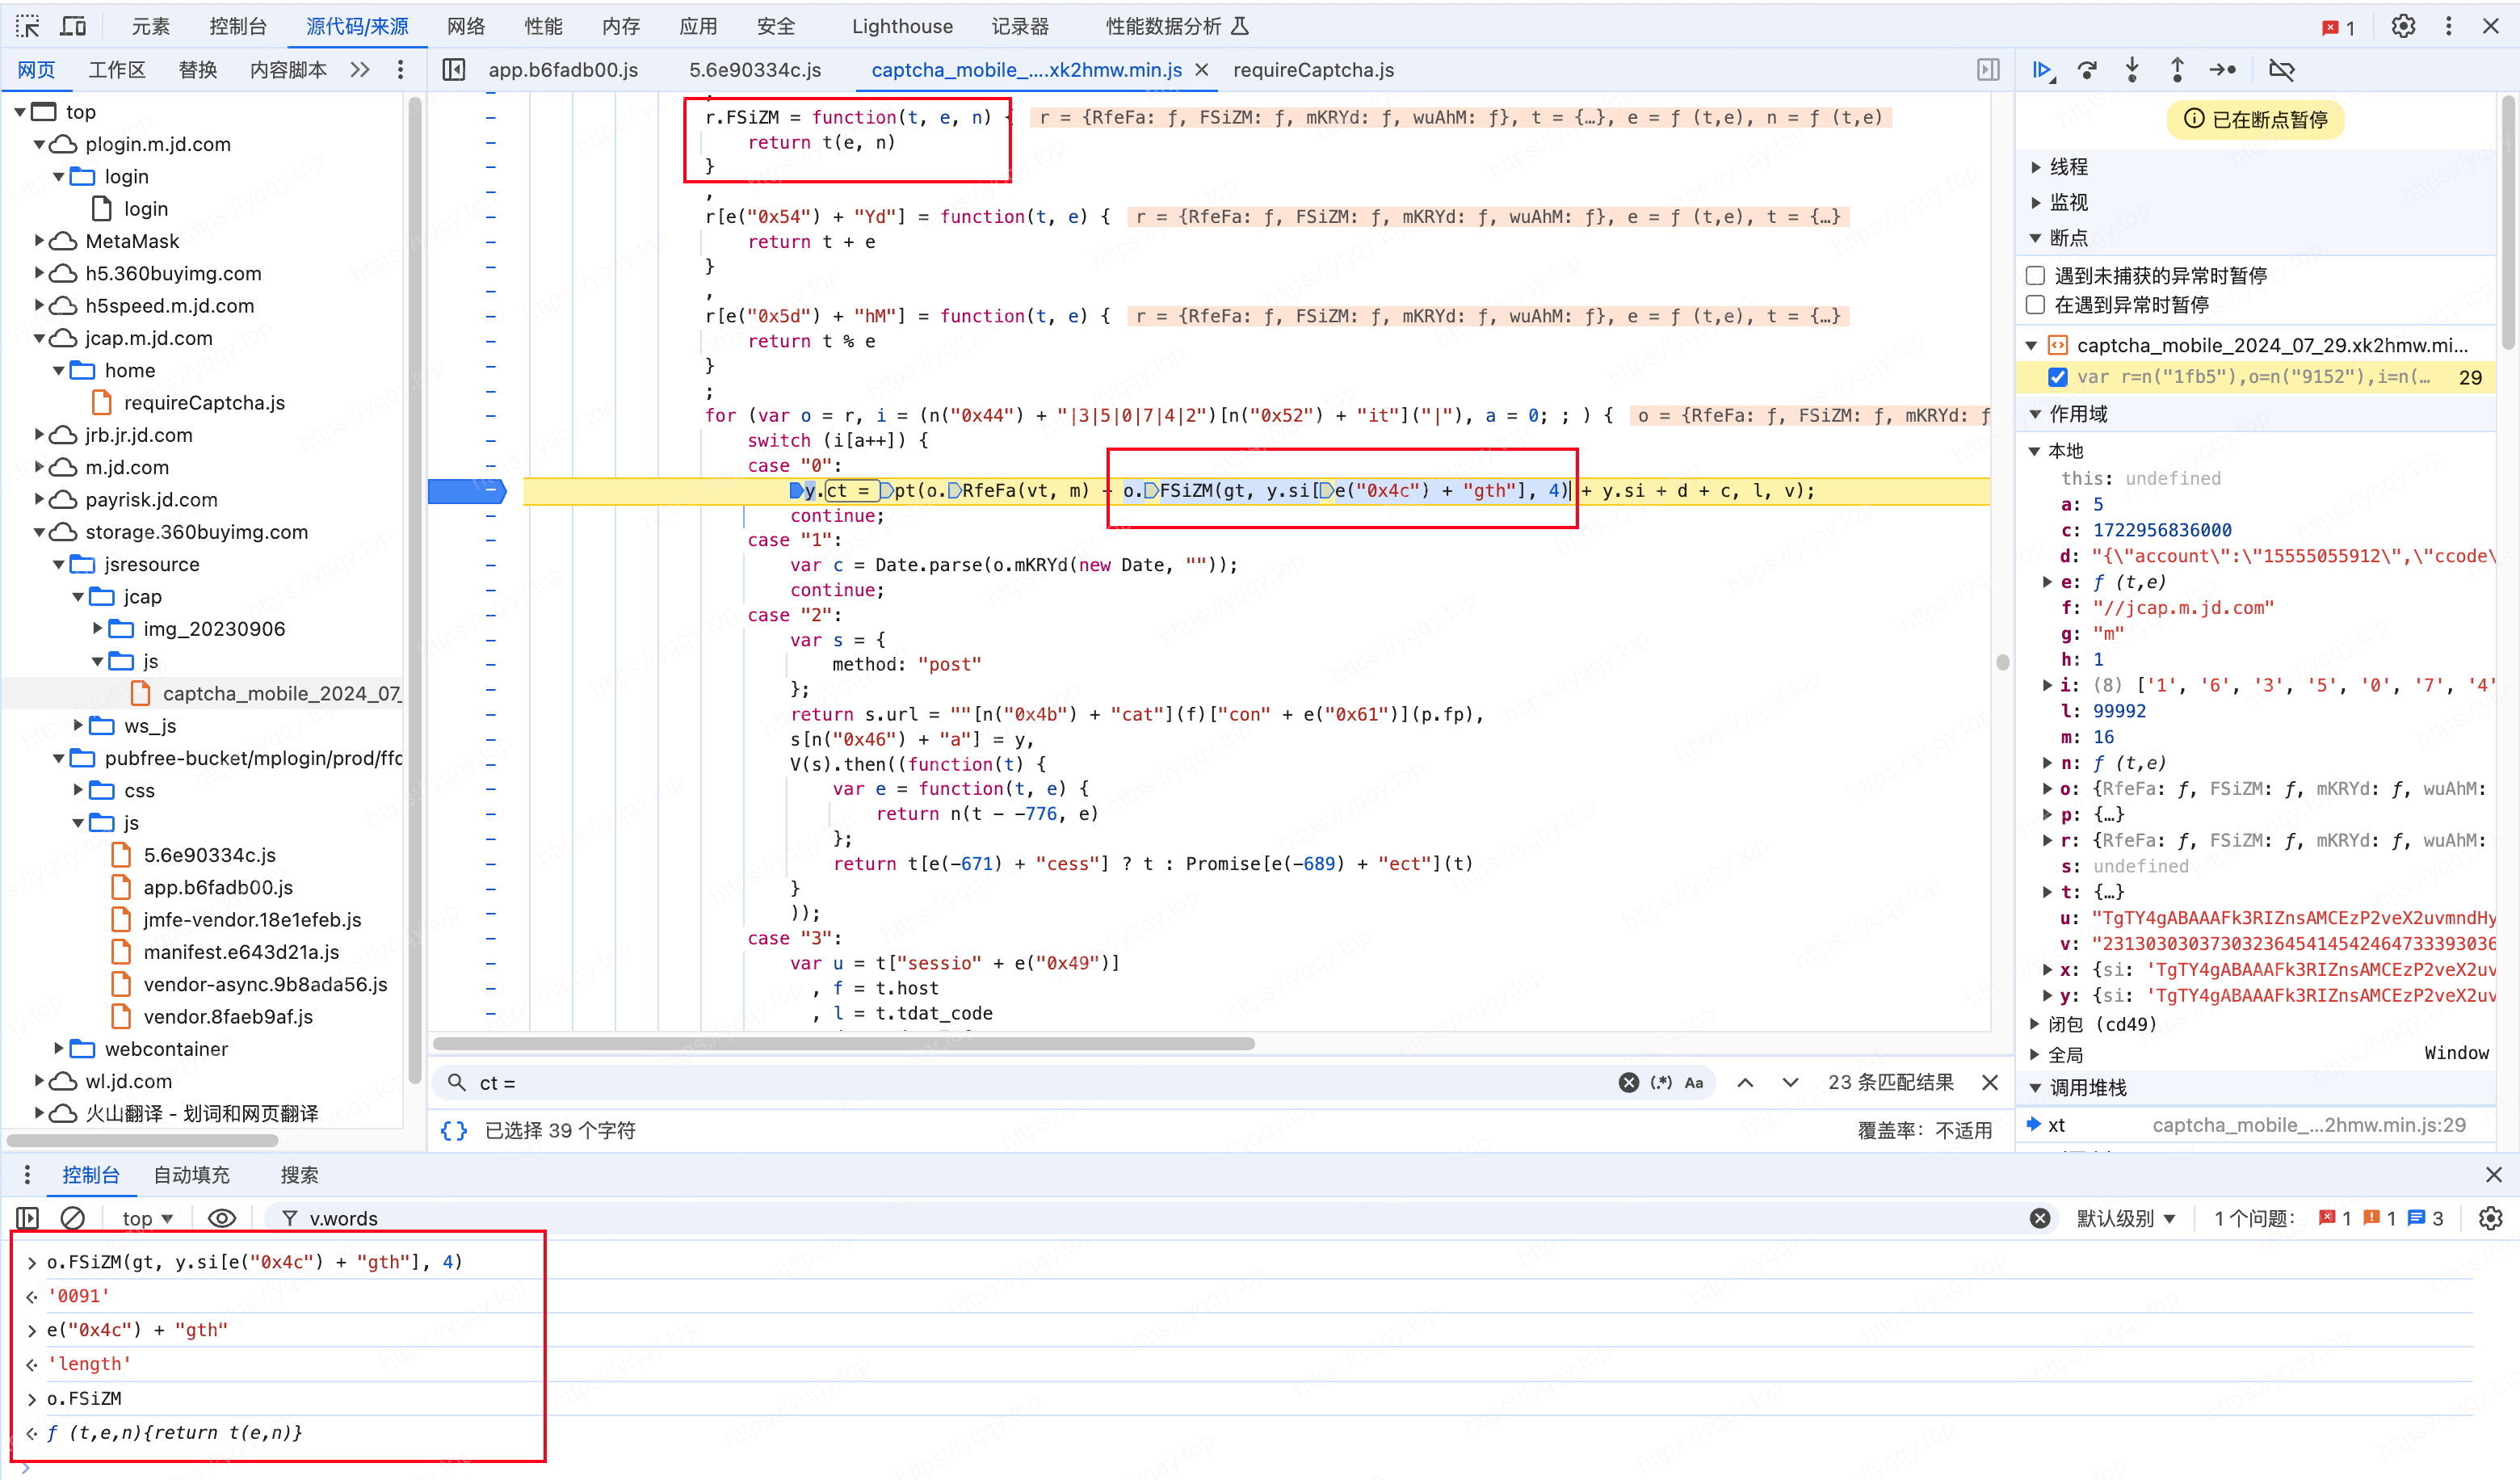 元素 控制台 源代码/来源 网络 性能 内存 应用 安全 Lighthouse 记录器 性能数据分析 1
网页 工作区 替换 内容脚本 app.b6fadb00.js 5.6e90334c.js captcha_mobile_....xk2hmw.min.js requireCaptcha.js
top
plogin.m.jd.com
login
login
MetaMask
h5.360buyimg.com
h5speed.m.jd.com
jcap.m.jd.com
home
requireCaptcha.js
jrb.jr.jd.com
m.jd.com
payrisk.jd.com
storage.360buyimg.com
jsresource
jcap
img_20230906
js
captcha_mobile_2024_07_
ws_js
pubfree-bucket/mplogin/prod/ffc
css
js
5.6e90334c.js
app.b6fadb00.js
jmfe-vendor.18e1efeb.js
manifest.e643d21a.js
vendor-async.9b8ada56.js
vendor.8faeb9af.js
webcontainer
wl.jd.com
火山翻译 - 划词和网页翻译
r.FSiZM = function(t, e, n) { r = {RfeFa: ƒ, FSiZM: ƒ, mKRYd: ƒ, wuAhM: ƒ}, t = {…}, e = ƒ (t,e), n = ƒ (t,e)
return t(e, n)
}
,
r[e("0x54") + "Yd"] = function(t, e) { r = {RfeFa: ƒ, FSiZM: ƒ, mKRYd: ƒ, wuAhM: ƒ}, e = ƒ (t,e), t = {…}
return t + e
}
,
r[e("0x5d") + "hM"] = function(t, e) { r = {RfeFa: ƒ, FSiZM: ƒ, mKRYd: ƒ, wuAhM: ƒ}, e = ƒ (t,e), t = {…}
return t % e
}
;
for (var o = r, i = (n("0x44") + "|3|5|0|7|4|2")[n("0x52") + "it"]("|"), a = 0; ; ) { o = {RfeFa: ƒ, FSiZM: ƒ, mKRYd: ƒ
switch (i[a++]) {
case "0":
y.ct = pt(o.RfeFa(vt, m) + o.FSiZM(gt, y.si[e("0x4c") + "gth"], 4) + y.si + d + c, l, v);
continue;
case "1":
var c = Date.parse(o.mKRYd(new Date, ""));
continue;
case "2":
var s = {
method: "post"
};
return s.url = ""[n("0x4b") + "cat"](f)["con" + e("0x61")](p.fp),
s[n("0x46") + "a"] = y,
V(s).then((function(t) {
var e = function(t, e) {
return n(t - -776, e)
};
return t[e(-671) + "cess"] ? t : Promise[e(-689) + "ect"](t)
}
));
case "3":
var u = t["sessio" + e("0x49")]
, f = t.host
, l = t.tdat_code
ct =
23 条匹配结果
{} 已选择 39 个字符 覆盖率：不适用
已在断点暂停
线程
监视
断点
遇到未捕获的异常时暂停
在遇到异常时暂停
captcha_mobile_2024_07_29.xk2hmw.mi...
var r=n("1fb5"),o=n("9152"),i=n(… 29
作用域
本地
this: undefined
a: 5
c: 1722956836000
d: "{\"account\":\"15555055912\",\"ccode\
e: ƒ (t,e)
f: "//jcap.m.jd.com"
g: "m"
h: 1
i: (8) ['1', '6', '3', '5', '0', '7', '4'
l: 99992
m: 16
n: ƒ (t,e)
o: {RfeFa: ƒ, FSiZM: ƒ, mKRYd: ƒ, wuAhM:
p: {…}
r: {RfeFa: ƒ, FSiZM: ƒ, mKRYd: ƒ, wuAhM:
s: undefined
t: {…}
u: "TgTY4gABAAAFk3RIZnsAMCEzP2veX2uvmndHy
v: "2313030303730323645414542464733393036
x: {si: 'TgTY4gABAAAFk3RIZnsAMCEzP2veX2uv
y: {si: 'TgTY4gABAAAFk3RIZnsAMCEzP2veX2uv
闭包 (cd49)
全局 Window
调用堆栈
xt captcha_mobile_...2hmw.min.js:29
控制台 自动填充 搜索
top v.words 默认级别 1 个问题： 1 1 3
> o.FSiZM(gt, y.si[e("0x4c") + "gth"], 4)
'0091'
> e("0x4c") + "gth"
'length'
> o.FSiZM
ƒ (t,e,n){return t(e,n)}